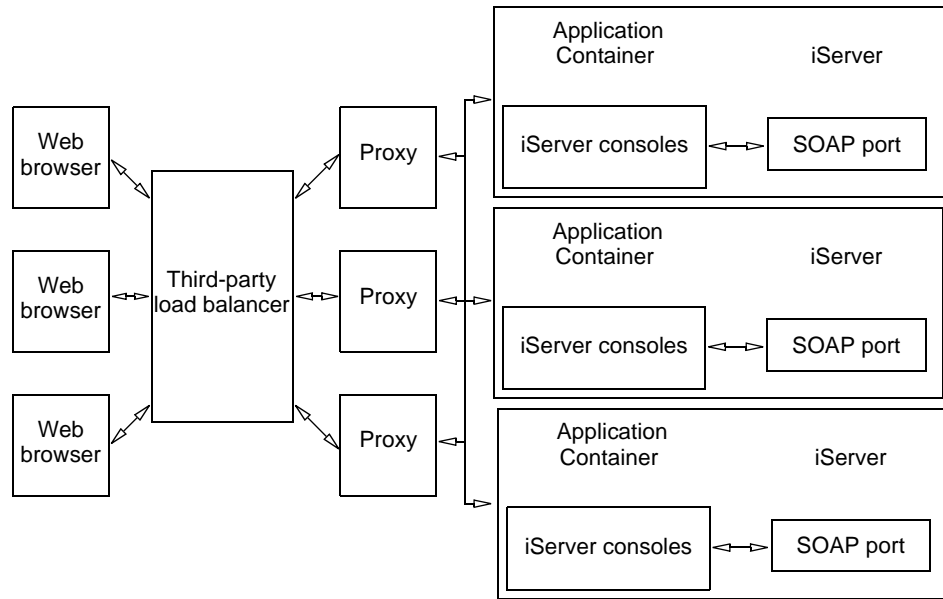 Application
Container
iServer
iServer consoles
SOAP port
Web
browser
Proxy
Application
Container
iServer
Web
browser
Third-party
load balancer
Proxy
iServer consoles
SOAP port
Web
browser
Proxy
Application
Container
iServer
iServer consoles
SOAP port